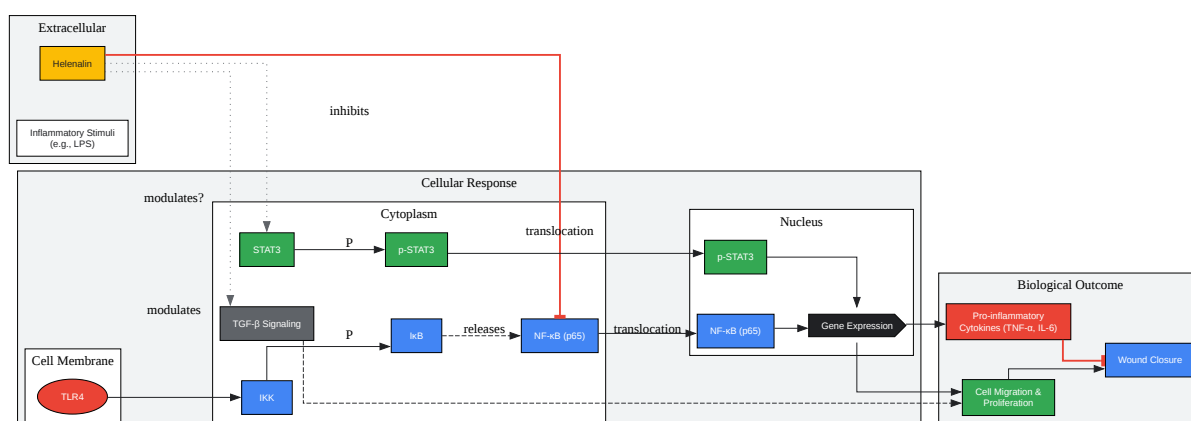 Extracellular
Helenalin
Inflammatory Stimuli
(e.g., LPS)
inhibits
modulates?
modulates
Cellular Response
Cytoplasm
STAT3
P
p-STAT3
translocation
TGF-β Signaling
P
IκB
releases
NF-κB (p65)
translocation
IKK
Cell Membrane
TLR4
Nucleus
p-STAT3
NF-κB (p65)
Gene Expression
Biological Outcome
Pro-inflammatory
Cytokines (TNF-α, IL-6)
Wound Closure
Cell Migration &
Proliferation